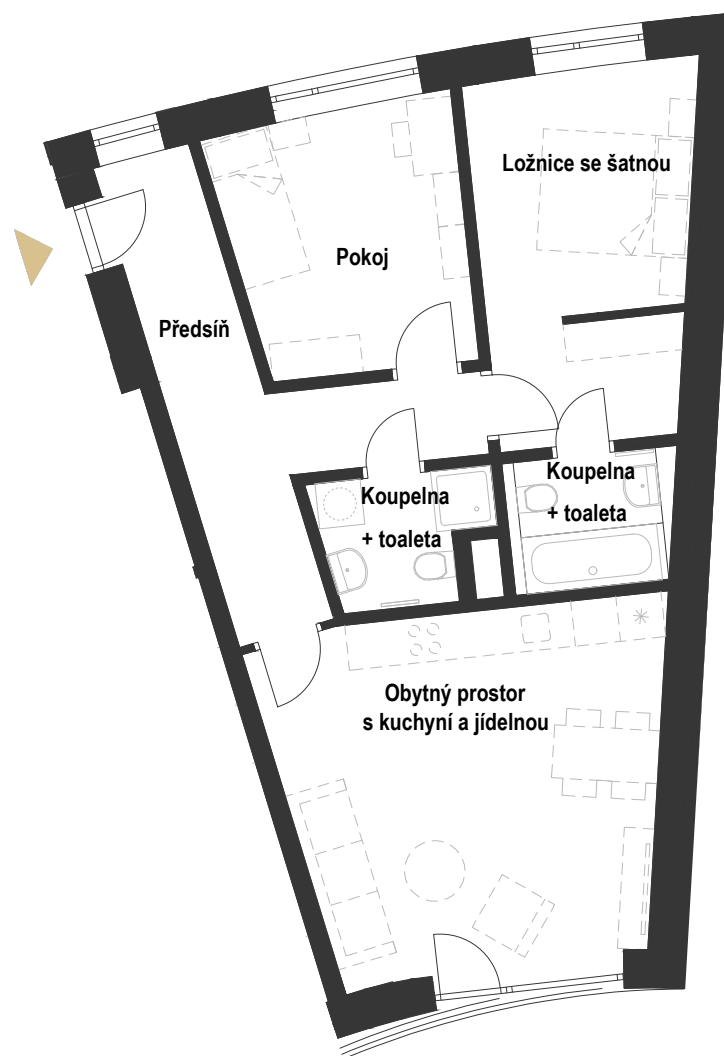 Ložnice se šatnou
Pokoj
Předsíň
Koupelna
+ toaleta
Koupelna
+ toaleta
Obytný prostor
s kuchyní a jídelnou